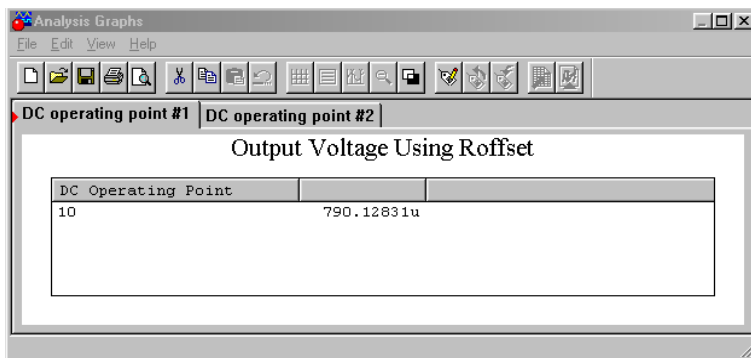 Analysis Graphs
File Edit View Help
DC operating point #1 DC operating point #2
Output Voltage Using Roffset
DC Operating Point
10 790.12831u